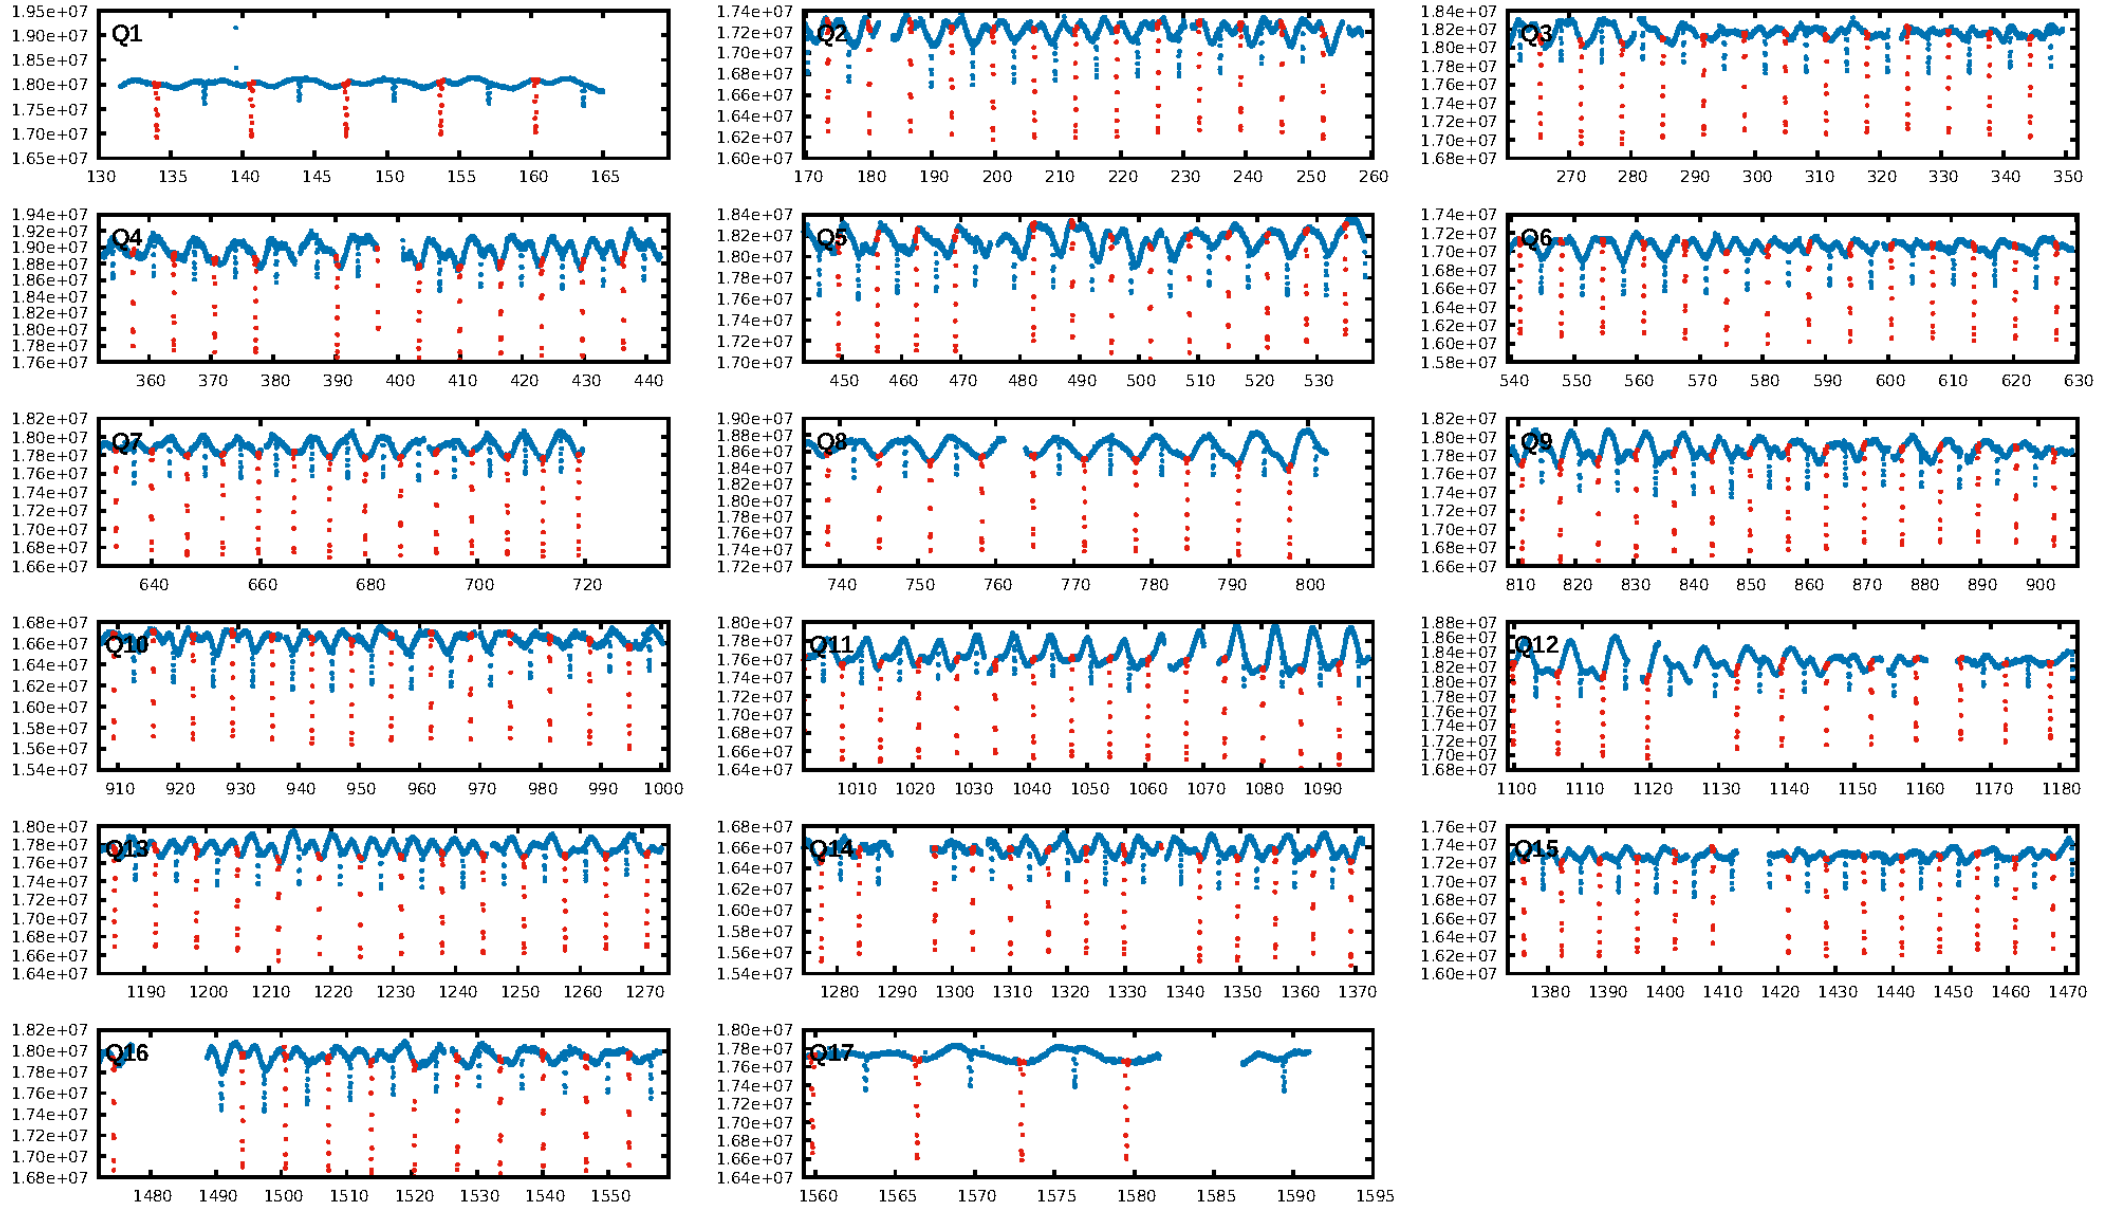 1.95e+07
1.90e+07
1.85e+07
1.80e+07
1.75e+07
1.70e+07
1.65e+07
Q1
130 135 140 145 150 155 160 165
1.74e+07
1.72e+07
1.70e+07
1.68e+07
1.66e+07
1.64e+07
1.62e+07
1.60e+07
Q2
170 180 190 200 210 220 230 240 250 260
1.84e+07
1.82e+07
1.80e+07
1.78e+07
1.76e+07
1.74e+07
1.72e+07
1.70e+07
1.68e+07
Q3
270 280 290 300 310 320 330 340 350
1.94e+07
1.92e+07
1.90e+07
1.88e+07
1.86e+07
1.84e+07
1.82e+07
1.80e+07
1.78e+07
1.76e+07
Q4
360 370 380 390 400 410 420 430 440
1.84e+07
1.82e+07
1.80e+07
1.78e+07
1.76e+07
1.74e+07
1.72e+07
1.70e+07
Q5
450 460 470 480 490 500 510 520 530
1.74e+07
1.72e+07
1.70e+07
1.68e+07
1.66e+07
1.64e+07
1.62e+07
1.60e+07
1.58e+07
Q6
540 550 560 570 580 590 600 610 620 630
1.82e+07
1.80e+07
1.78e+07
1.76e+07
1.74e+07
1.72e+07
1.70e+07
1.68e+07
1.66e+07
Q7
640 660 680 700 720
1.90e+07
1.88e+07
1.86e+07
1.84e+07
1.82e+07
1.80e+07
1.78e+07
1.76e+07
1.74e+07
1.72e+07
Q8
740 750 760 770 780 790 800
1.82e+07
1.80e+07
1.78e+07
1.76e+07
1.74e+07
1.72e+07
1.70e+07
1.68e+07
1.66e+07
Q9
810 820 830 840 850 860 870 880 890 900
1.68e+07
1.66e+07
1.64e+07
1.62e+07
1.60e+07
1.58e+07
1.56e+07
1.54e+07
Q10
910 920 930 940 950 960 970 980 990 1000
1.80e+07
1.78e+07
1.76e+07
1.74e+07
1.72e+07
1.70e+07
1.68e+07
1.66e+07
1.64e+07
Q11
1010 1020 1030 1040 1050 1060 1070 1080 1090
1.88e+07
1.86e+07
1.84e+07
1.82e+07
1.80e+07
1.78e+07
1.76e+07
1.74e+07
1.72e+07
1.70e+07
1.68e+07
Q12
1100 1110 1120 1130 1140 1150 1160 1170 1180
1.80e+07
1.78e+07
1.76e+07
1.74e+07
1.72e+07
1.70e+07
1.68e+07
1.66e+07
1.64e+07
Q13
1190 1200 1210 1220 1230 1240 1250 1260 1270
1.68e+07
1.66e+07
1.64e+07
1.62e+07
1.60e+07
1.58e+07
1.56e+07
1.54e+07
Q14
1280 1290 1300 1310 1320 1330 1340 1350 1360 1370
1.76e+07
1.74e+07
1.72e+07
1.70e+07
1.68e+07
1.66e+07
1.64e+07
1.62e+07
1.60e+07
Q15
1380 1390 1400 1410 1420 1430 1440 1450 1460 1470
1.82e+07
1.80e+07
1.78e+07
1.76e+07
1.74e+07
1.72e+07
1.70e+07
1.68e+07
Q16
1480 1490 1500 1510 1520 1530 1540 1550
1.80e+07
1.78e+07
1.76e+07
1.74e+07
1.72e+07
1.70e+07
1.68e+07
1.66e+07
1.64e+07
Q17
1560 1565 1570 1575 1580 1585 1590 1595